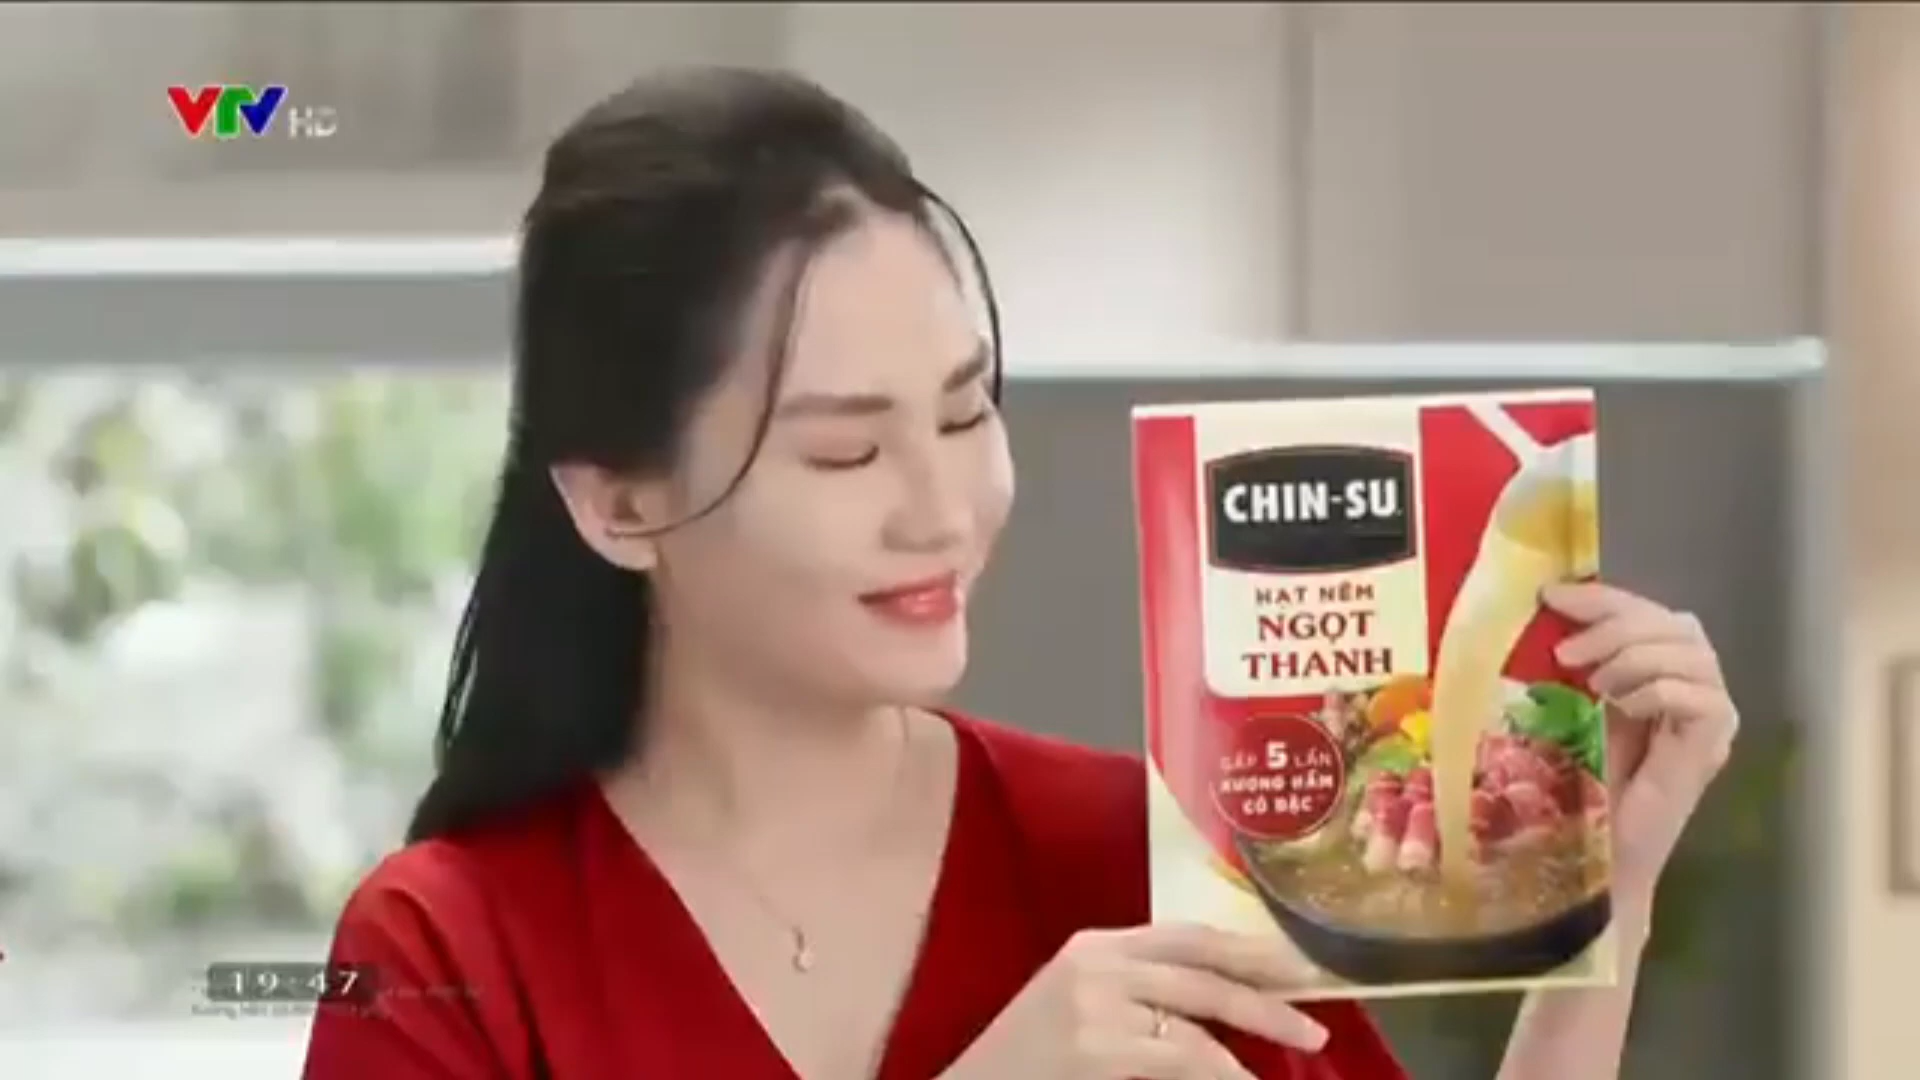 VTV HD
CHIN-SU
HẠT NÊM
NGỌT
THANH
GẤP 5 LẦN
XƯƠNG HẦM
CÔ ĐẶC
19:47